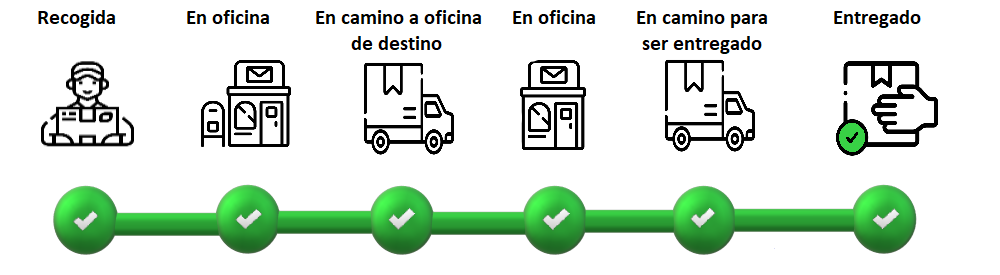 Recogida
En oficina
En camino a oficina
de destino
En oficina
En camino para
ser entregado
Entregado